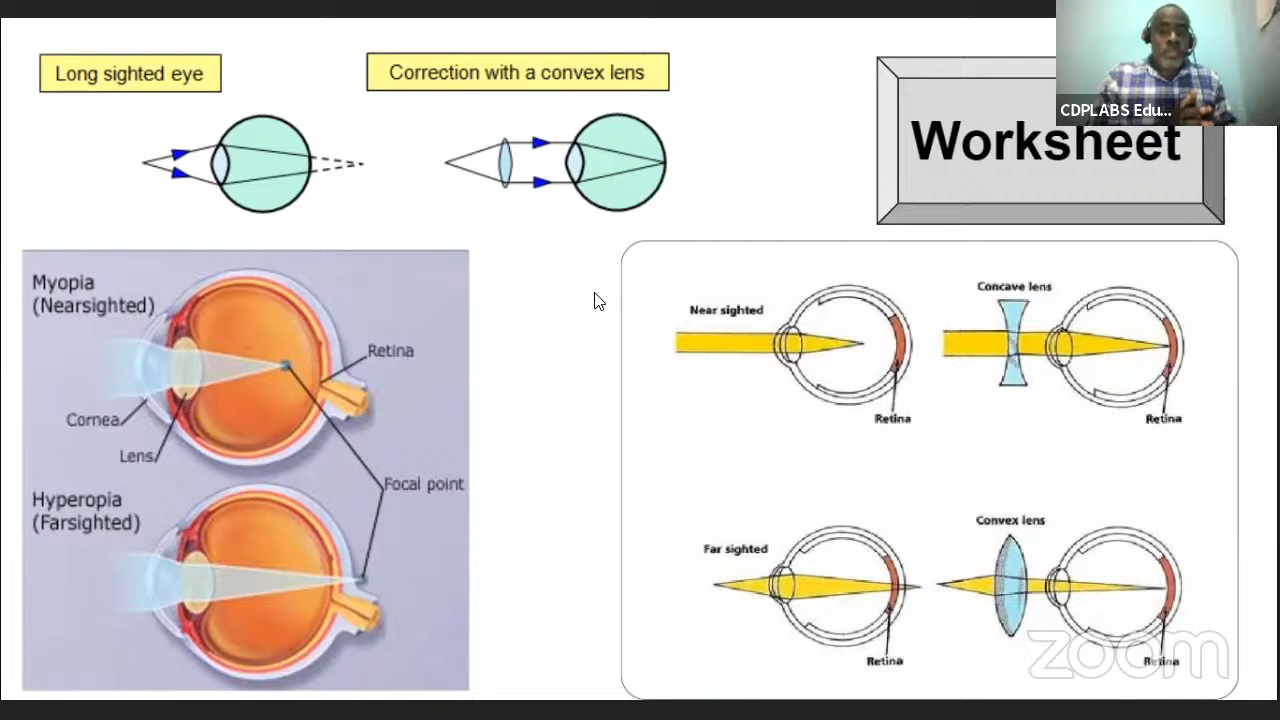 Long sighted eye
Correction with a convex lens
CDPLABS Edu...
Worksheet
Myopia
(Nearsighted)
Retina
Cornea
Lens
Focal point
Hyperopia
(Farsighted)
Near sighted
Retina
Concave lens
Retina
Far sighted
Retina
Convex lens
Retina
zoom